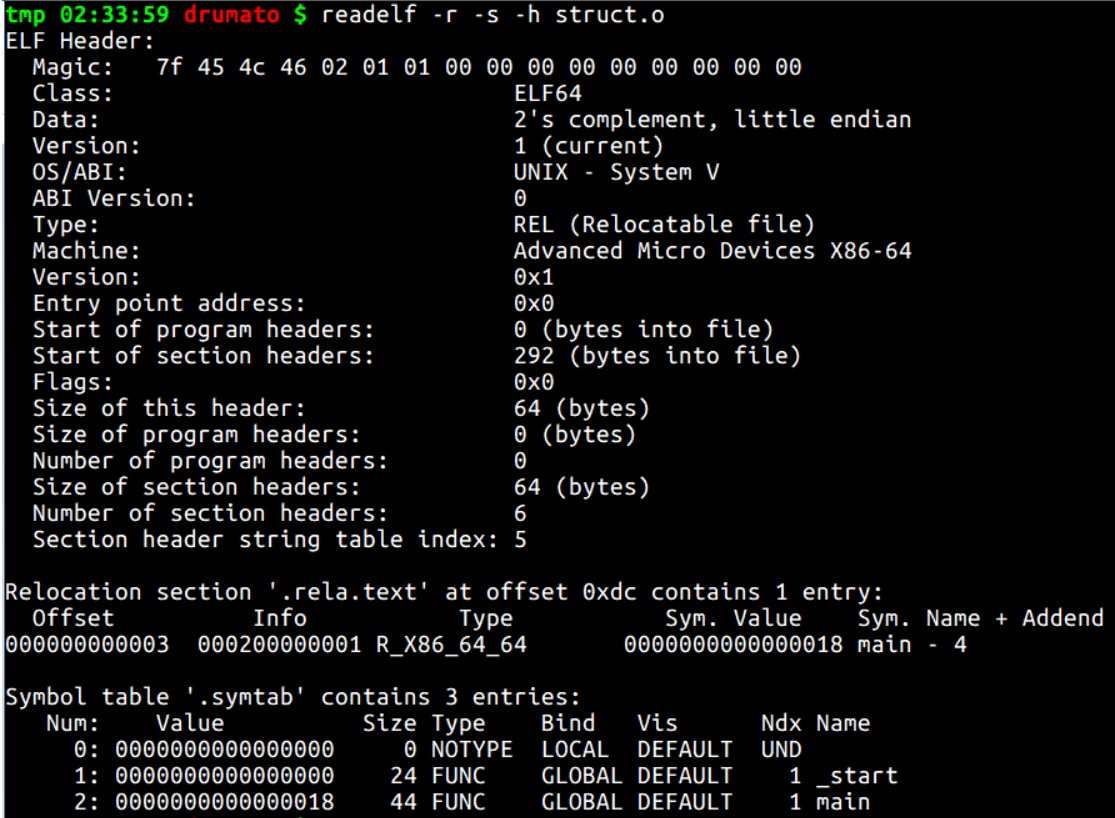 tmp 02:33:59 drumato $ readelf -r -s -h struct.o
ELF Header:
  Magic:   7f 45 4c 46 02 01 01 00 00 00 00 00 00 00 00 00
  Class:                             ELF64
  Data:                              2's complement, little endian
  Version:                           1 (current)
  OS/ABI:                            UNIX - System V
  ABI Version:                       0
  Type:                              REL (Relocatable file)
  Machine:                           Advanced Micro Devices X86-64
  Version:                           0x1
  Entry point address:               0x0
  Start of program headers:          0 (bytes into file)
  Start of section headers:          292 (bytes into file)
  Flags:                             0x0
  Size of this header:               64 (bytes)
  Size of program headers:           0 (bytes)
  Number of program headers:         0
  Size of section headers:           64 (bytes)
  Number of section headers:         6
  Section header string table index: 5

Relocation section '.rela.text' at offset 0xdc contains 1 entry:
  Offset          Info           Type           Sym. Value    Sym. Name + Addend
000000000003  000200000001 R_X86_64_64       0000000000000018 main - 4

Symbol table '.symtab' contains 3 entries:
   Num:    Value          Size Type    Bind   Vis      Ndx Name
     0: 0000000000000000     0 NOTYPE  LOCAL  DEFAULT  UND
     1: 0000000000000000    24 FUNC    GLOBAL DEFAULT    1 _start
     2: 0000000000000018    44 FUNC    GLOBAL DEFAULT    1 main